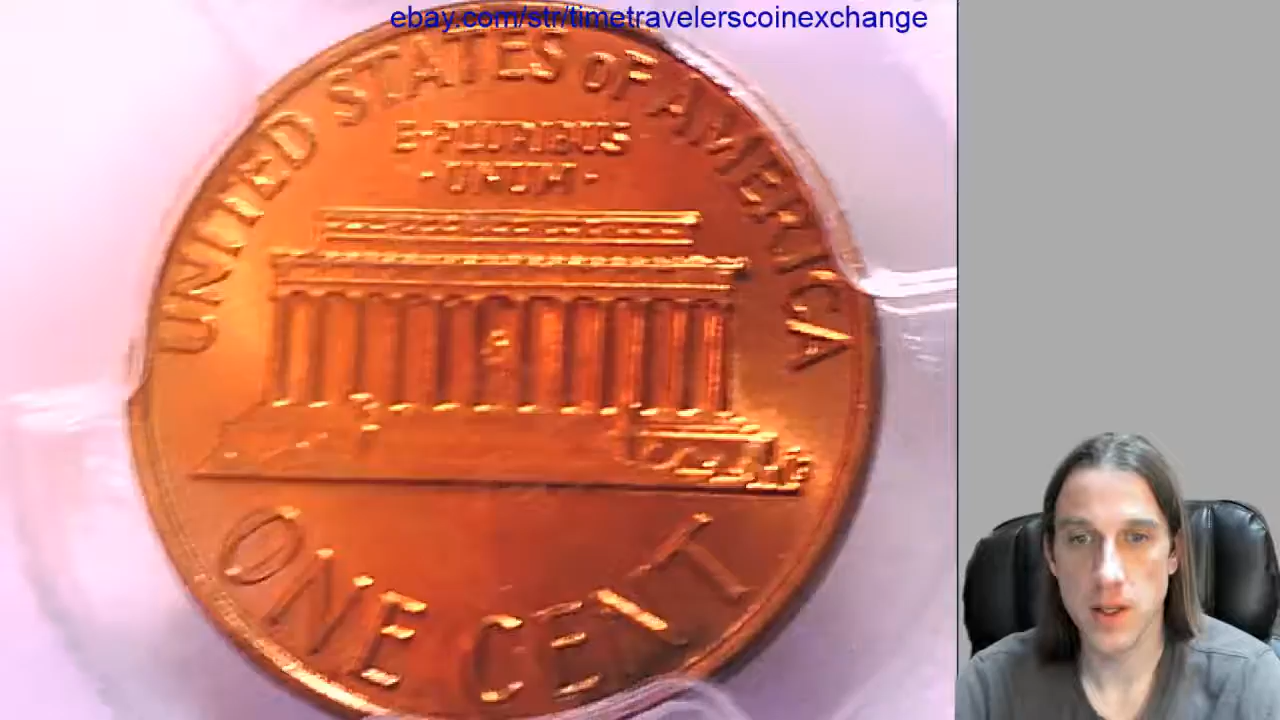 ebay.com/str/timetravelerscoinexchange
UNITED STATES OF AMERICA
E·PLURIBUS
·UNUM·
ONE CENT